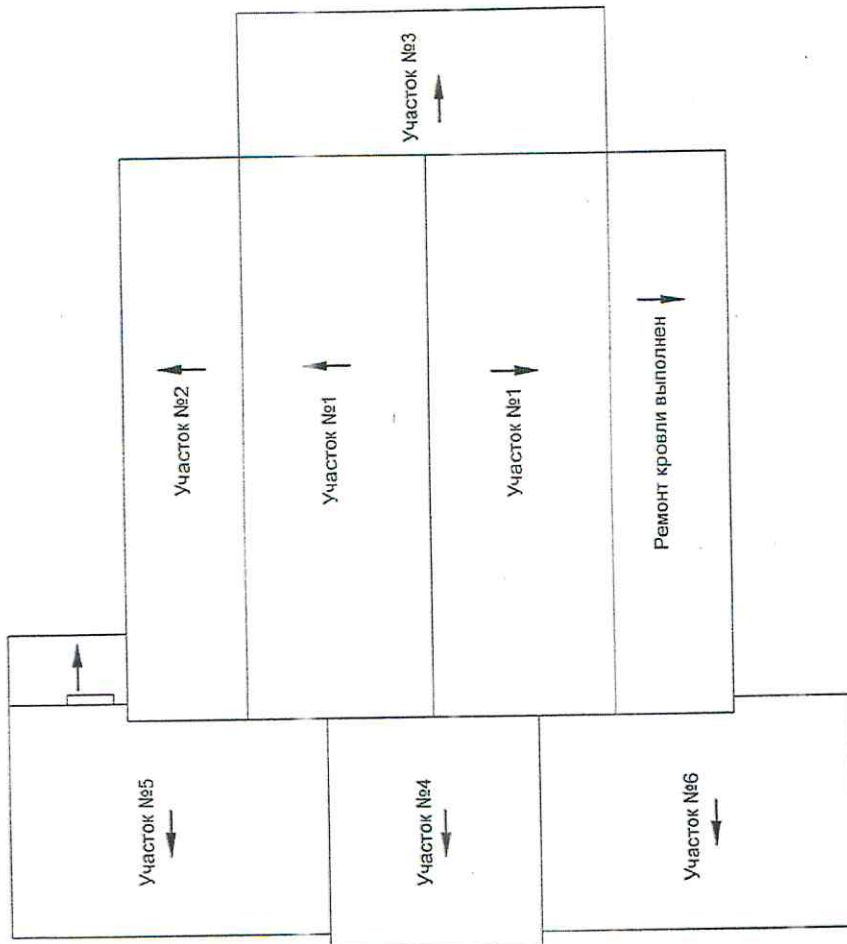 Участок №3
Участок №2
Участок №1
Участок №1
Ремонт кровли выполнен
Участок №5
Участок №4
Участок №6